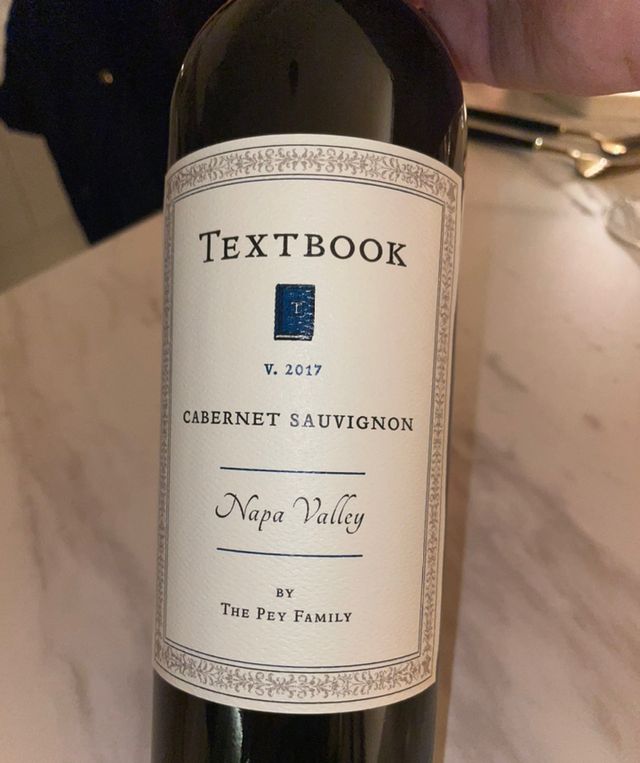 TEXTBOOK
T
V. 2017
CABERNET SAUVIGNON
Napa Valley
BY
THE PEY FAMILY